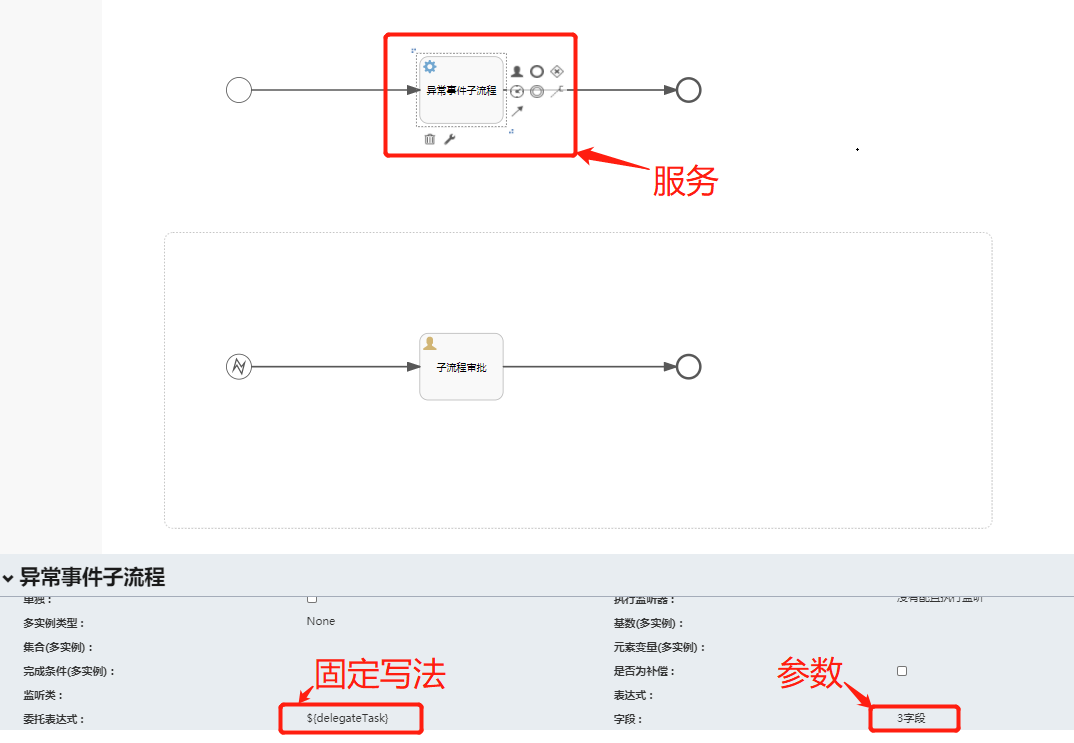 异常事件子流程
服务
子流程审批
异常事件子流程
单独：
执行监听器：
没有配置执行监听
多实例类型：
None
基数(多实例)：
集合(多实例)：
元素变量(多实例)：
固定写法
参数
完成条件(多实例)：
是否为补偿：
监听类：
表达式：
委托表达式：
${delegateTask}
字段：
3字段